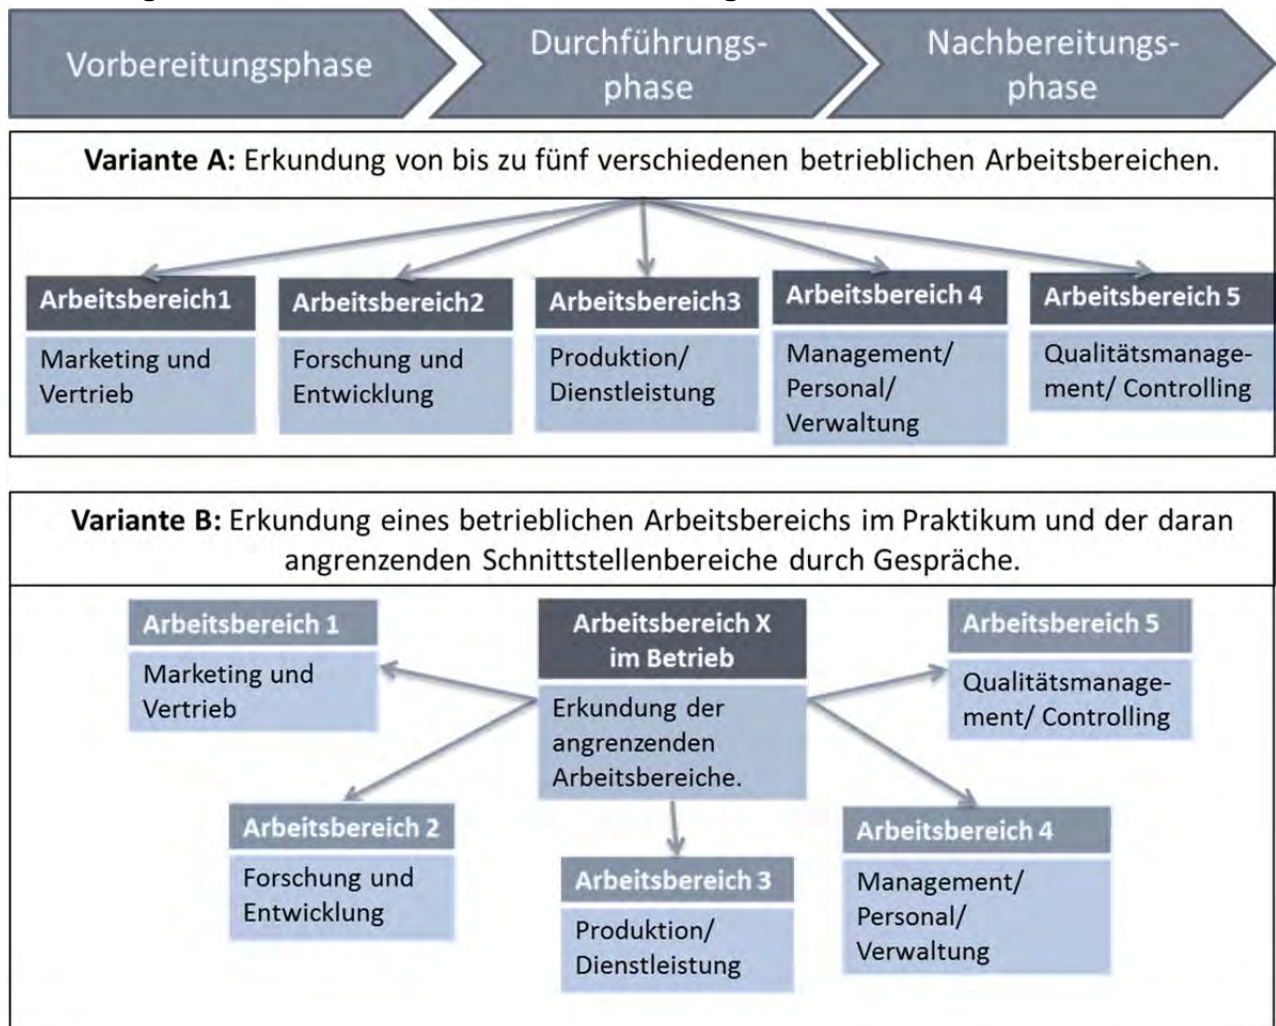 Vorbereitungsphase
Durchführungs-
phase
Nachbereitungs-
phase
Variante A: Erkundung von bis zu fünf verschiedenen betrieblichen Arbeitsbereichen.
Arbeitsbereich1
Marketing und
Vertrieb
Arbeitsbereich2
Forschung und
Entwicklung
Arbeitsbereich3
Produktion/
Dienstleistung
Arbeitsbereich 4
Management/
Personal/
Verwaltung
Arbeitsbereich 5
Qualitätsmanage-
ment/ Controlling
Variante B: Erkundung eines betrieblichen Arbeitsbereichs im Praktikum und der daran
angrenzenden Schnittstellenbereiche durch Gespräche.
Arbeitsbereich 1
Marketing und
Vertrieb
Arbeitsbereich X
im Betrieb
Erkundung der
angrenzenden
Arbeitsbereiche.
Arbeitsbereich 5
Qualitätsmanage-
ment/ Controlling
Arbeitsbereich 2
Forschung und
Entwicklung
Arbeitsbereich 3
Produktion/
Dienstleistung
Arbeitsbereich 4
Management/
Personal/
Verwaltung